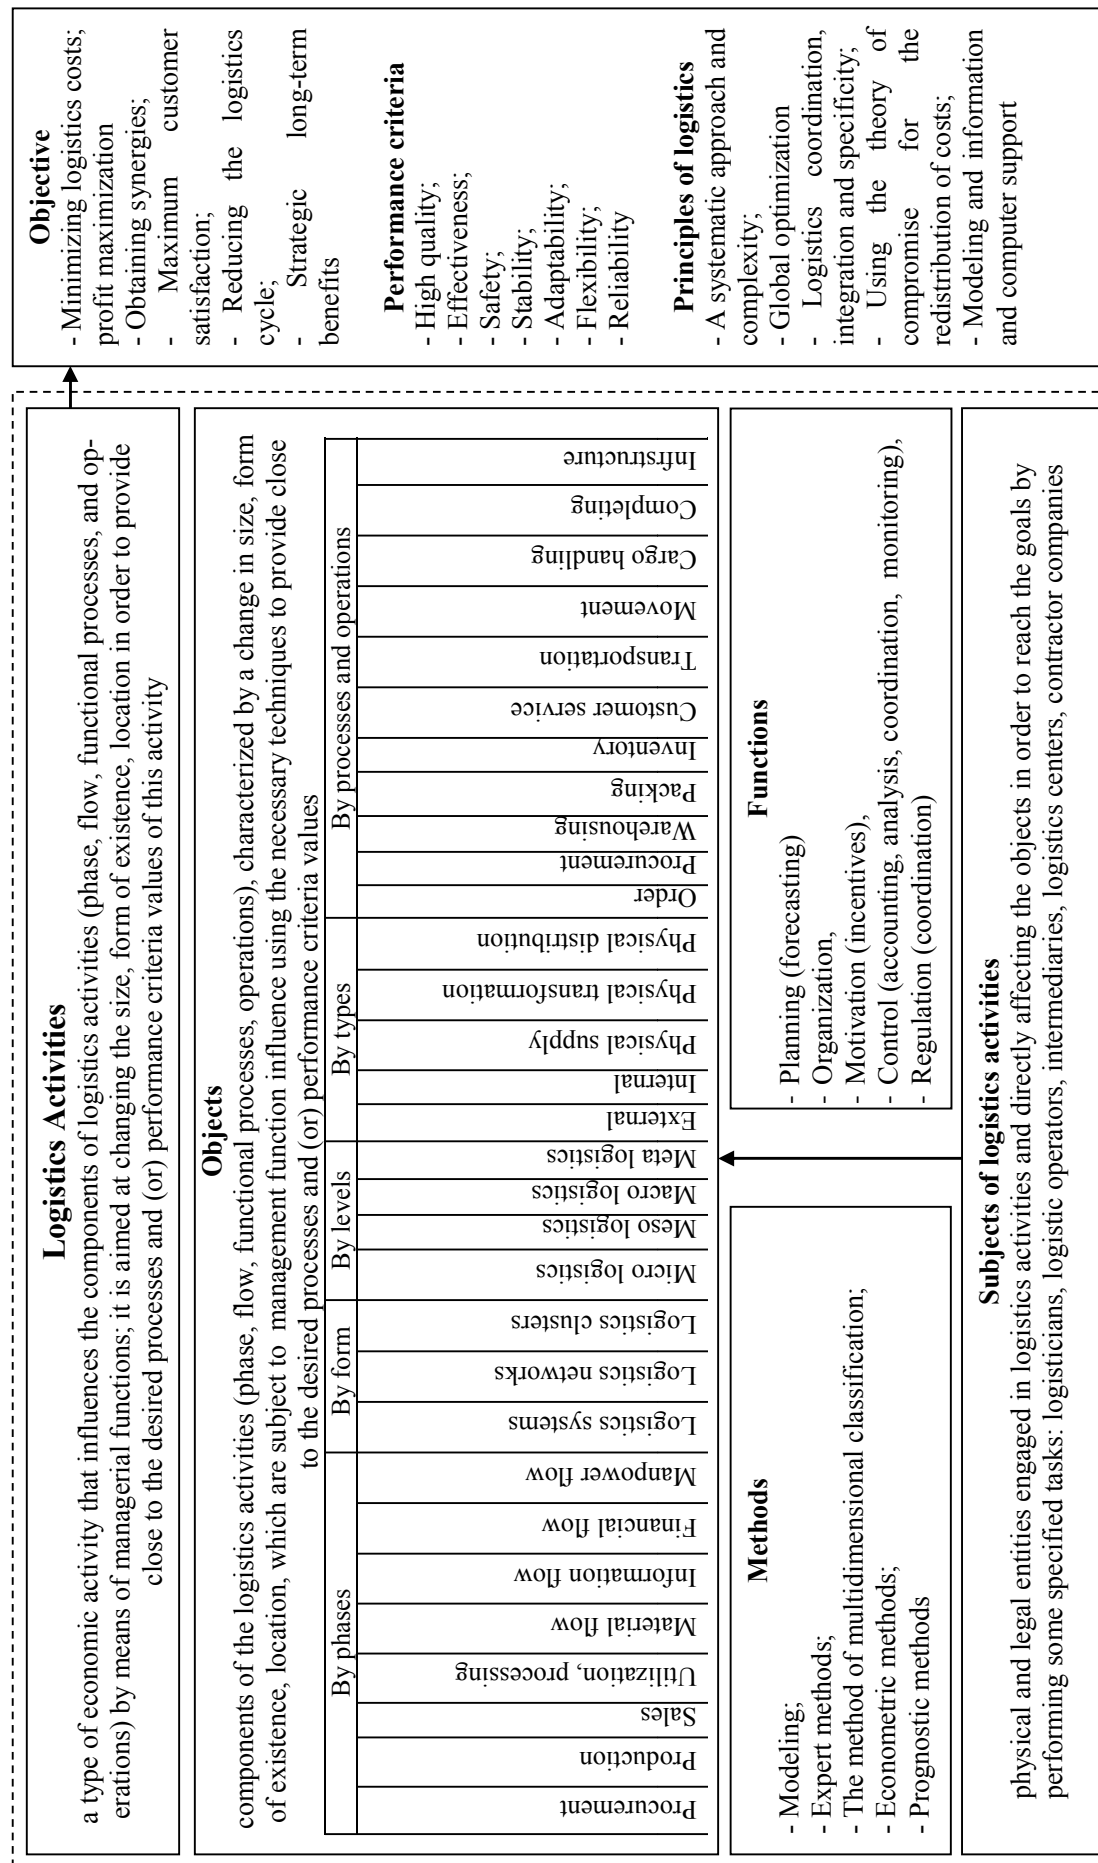 Logistics Activities
a type of economic activity that influences the components of logistics activities (phase, flow, functional processes, and op-
erations) by means of managerial functions; it is aimed at changing the size, form of existence, location in order to provide
close to the desired processes and (or) performance criteria values of this activity
Objects
components of the logistics activities (phase, flow, functional processes, operations), characterized by a change in size, form
of existence, location, which are subject to management function influence using the necessary techniques to provide close
to the desired processes and (or) performance criteria values
By phases
By form
By levels
By types
By processes and operations
Procurement
Production
Sales
Utilization, processing
Material flow
Information flow
Financial flow
Manpower flow
Logistics systems
Logistics networks
Logistics clusters
Micro logistics
Meso logistics
Macro logistics
Meta logistics
External
Internal
Physical supply
Physical transformation
Physical distribution
Order
Procurement
Warehousing
Packing
Inventory
Customer service
Transportation
Movement
Cargo handling
Completing
Infrstructure
Methods
- Modeling;
- Expert methods;
- The method of multidimensional classification;
- Econometric methods;
- Prognostic methods
Functions
- Planning (forecasting)
- Organization,
- Motivation (incentives),
- Control (accounting, analysis, coordination, monitoring),
- Regulation (coordination)
Subjects of logistics activities
physical and legal entities engaged in logistics activities and directly affecting the objects in order to reach the goals by
performing some specified tasks: logisticians, logistic operators, intermediaries, logistics centers, contractor companies
Objective
- Minimizing logistics costs;
profit maximization
- Obtaining synergies;
- Maximum customer
satisfaction;
- Reducing the logistics
cycle;
- Strategic long-term
benefits
Performance criteria
- High quality;
- Effectiveness;
- Safety;
- Stability;
- Adaptability;
- Flexibility;
- Reliability
Principles of logistics
- A systematic approach and
complexity;
- Global optimization
- Logistics coordination,
integration and specificity;
- Using the theory of
compromise for the
redistribution of costs;
- Modeling and information
and computer support